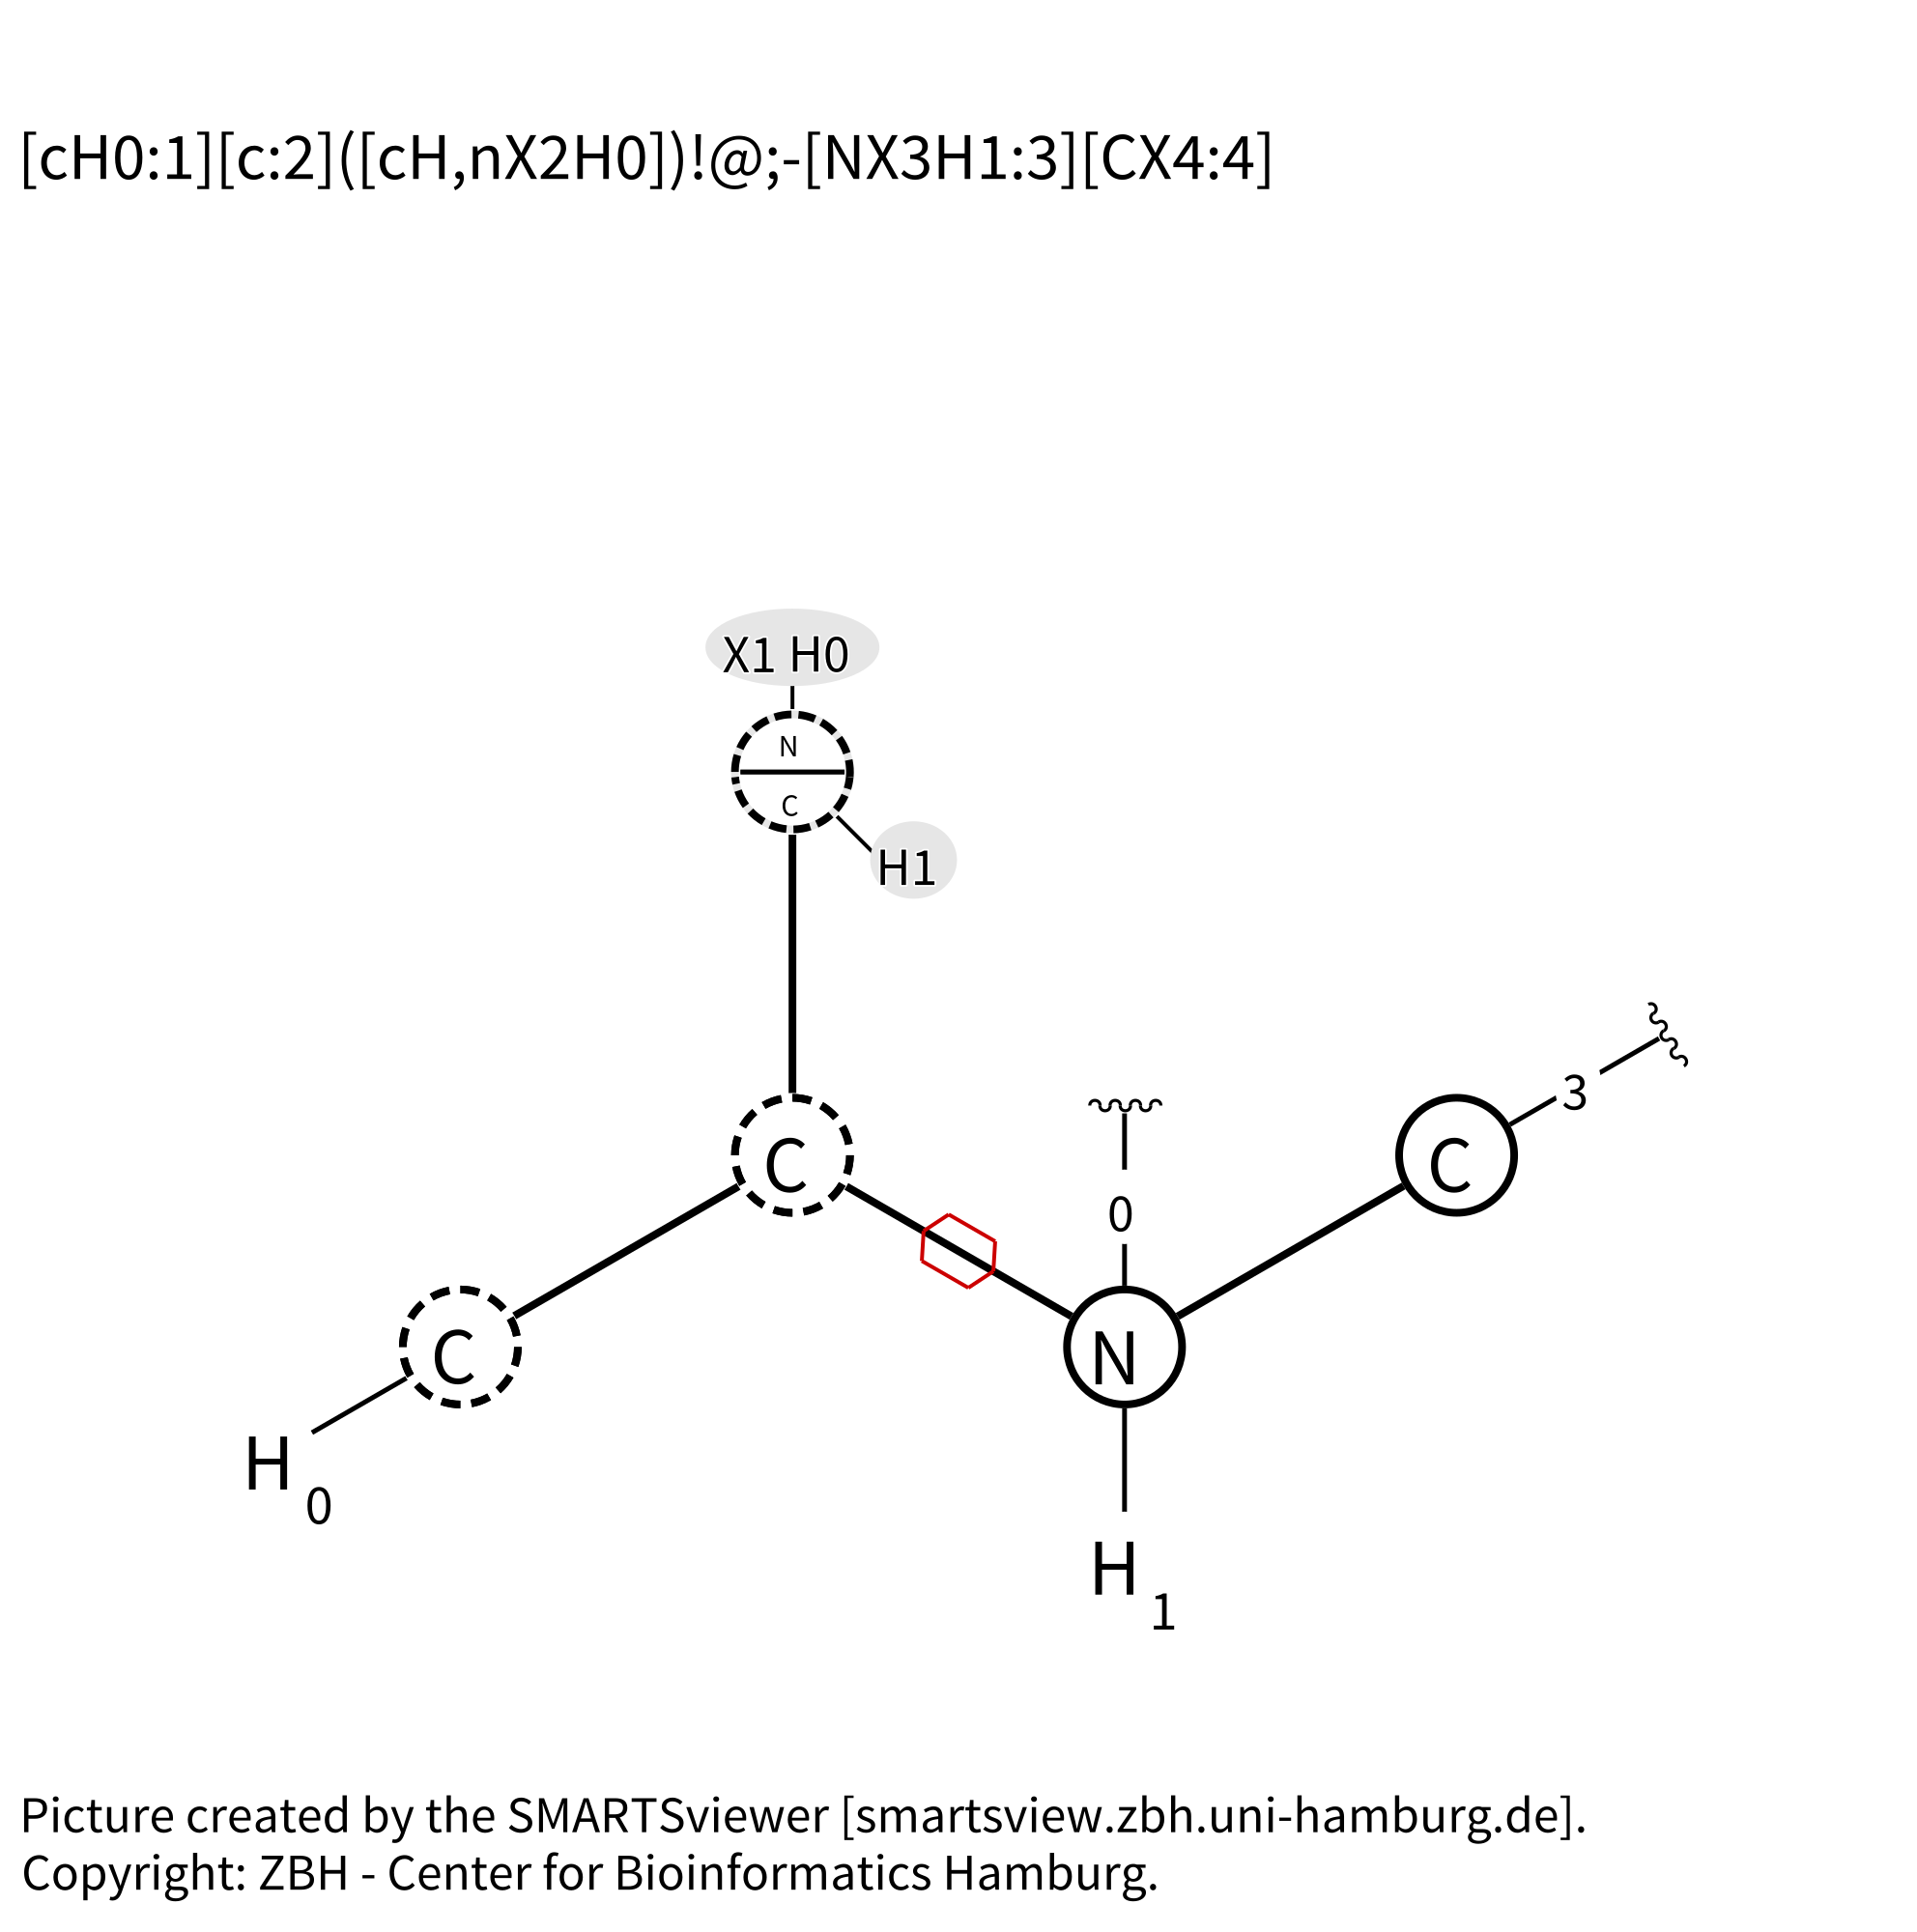 [cH0:1][c:2]([cH,nX2H0])!@;-[NX3H1:3][CX4:4]
X1 H0
N
C
H1
3
C
C
0
C
N
H
0
H
1
Picture created by the SMARTSviewer [smartsview.zbh.uni-hamburg.de].
Copyright: ZBH - Center for Bioinformatics Hamburg.